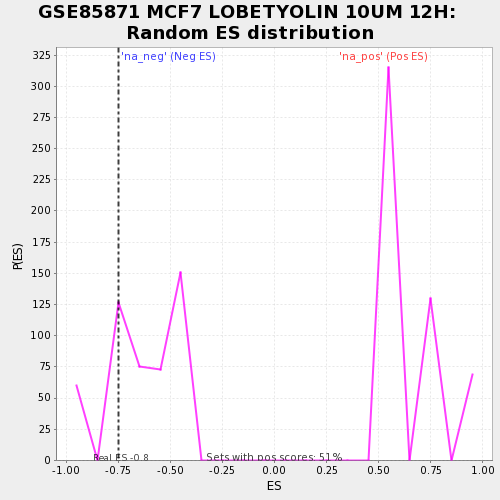 GSE85871 MCF7 LOBETYOLIN 10UM 12H:
Random ES distribution
'na_neg' (Neg ES)
'na_pos' (Pos ES)
325
300
275
250
225
200
175
150
125
100
75
50
25
0
P(ES)
Real ES -0.8
Sets with pos scores: 51%
-1.00 -0.75 -0.50 -0.25 0.00 0.25 0.50 0.75 1.00
ES